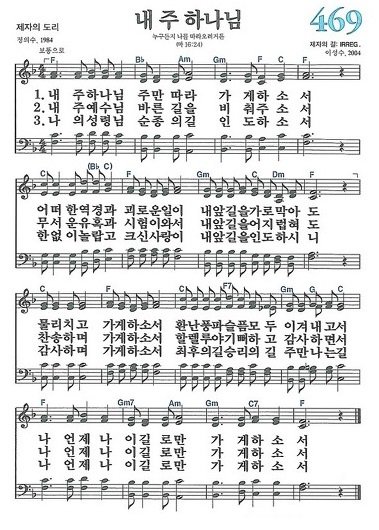 내 주 하나님
469
제자의 도리
누구든지 나를 따라오려거든
정의수, 1984
(마 16:24)
제자의 길: IRREG.
이성수, 2004
보통으로
F Bb Am Gm C F C F
1. 내 주하나님 주만 따라 가 게하 소 서
2. 내 주예수님 바른 길을 비 춰주 소 서
3. 나 의성령님 순종 의길 인 도하 소 서
C (Bb C) F C Gm C Dm F
어떠 한역경과 괴로운일이 내앞길을가로막아 도
무서 운유혹과 시험이와서 내앞길을어지럽혀 도
한없 이놀랍고 크신사랑이 내앞길을인도하시 니
C F C F7 Gm C
물리치고 가게하소서 환난풍파슬픔모 두 이겨내고서
찬송하며 가게하소서 할렐루야기뻐하 고 감사하면서
감사하며 가게하소서 최후의길승리의 길 주만나는길
F Gm7 Am Gm7 C F
나 언제 나 이길 로만 가 게하 소 서
나 언제 나 이길 로만 가 게하 소 서
나 언제 나 이길 로만 가 게하 소 서